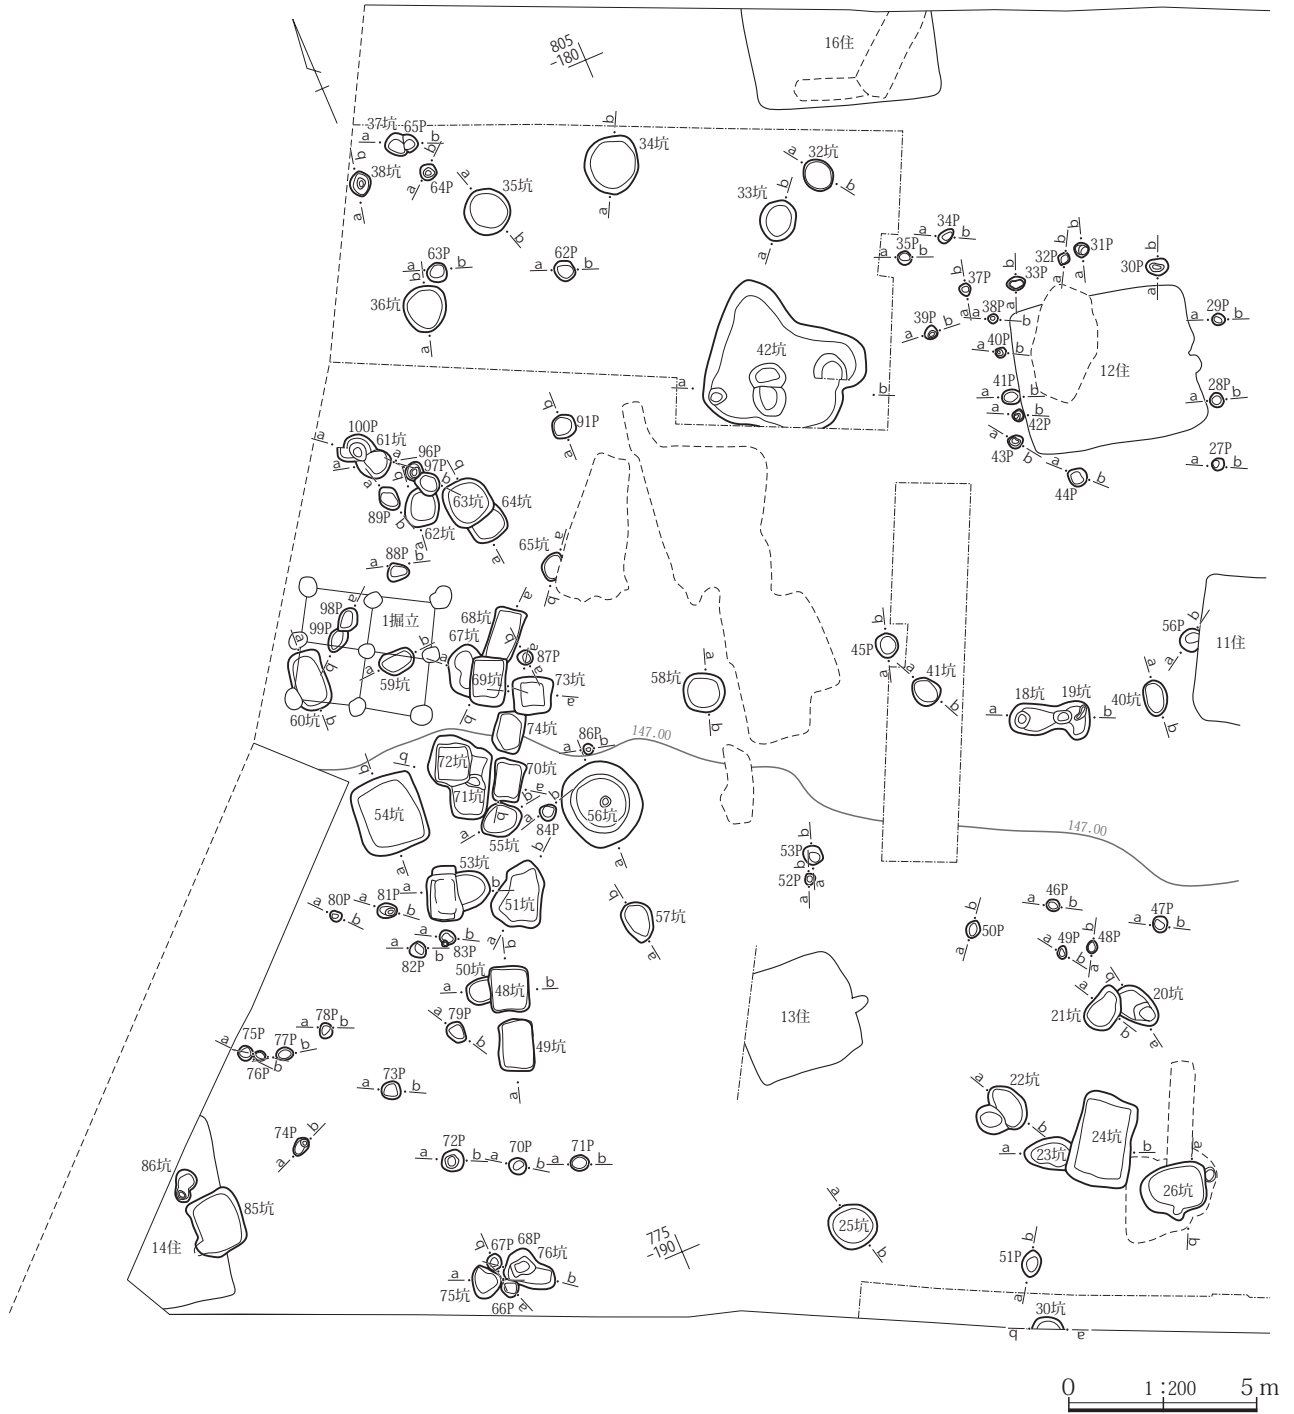 16住
805
-180
37坑
65P
a
b
38坑
b
a
64P
b
a
35坑
a
b
34坑
b
a
32坑
a
b
33坑
b
a
63P
a
b
62P
a
b
36坑
b
a
34P
a
b
35P
a
b
37P
b
a
33P
b
a
32P
b
a
31P
b
a
30P
b
a
29P
a
b
38P
a
b
39P
a
b
40P
a
b
41P
a
b
42P
a
b
43P
a
b
44P
a
b
12住
28P
a
b
27P
a
b
42坑
a
b
91P
b
a
100P
a
61坑
a
96P
a
97P
b
b
89P
a
b
62坑
a
63坑
b
64坑
a
88P
a
b
65坑
a
b
98P
a
99P
b
1掘立
59坑
a
b
60坑
a
b
68坑
a
b
67坑
a
69坑
b
87P
a
a
73坑
a
74坑
58坑
a
b
45P
b
a
41坑
a
b
18坑
a
19坑
b
40坑
a
b
56P
b
a
11住
86P
a
b
147.00
72坑
b
71坑
70坑
a
b
54坑
b
a
55坑
a
b
84P
a
b
56坑
b
a
147.00
53坑
a
b
51坑
b
a
80P
a
b
81P
a
b
82P
a
b
83P
a
b
57坑
b
a
53P
b
a
52P
b
a
46P
a
b
47P
a
b
50P
b
a
49P
a
b
48P
b
a
50坑
a
48坑
b
b
49坑
a
79P
a
b
78P
a
b
75P
a
76P
b
77P
b
73P
a
b
13住
21坑
a
b
20坑
b
a
22坑
a
b
23坑
a
24坑
b
74P
a
b
72P
a
b
70P
a
b
71P
a
b
86坑
85坑
14住
26坑
a
b
25坑
a
b
775
-190
67P
b
68P
76坑
b
75坑
a
66P
a
51P
b
a
30坑
b
a
0
1:200
5 m